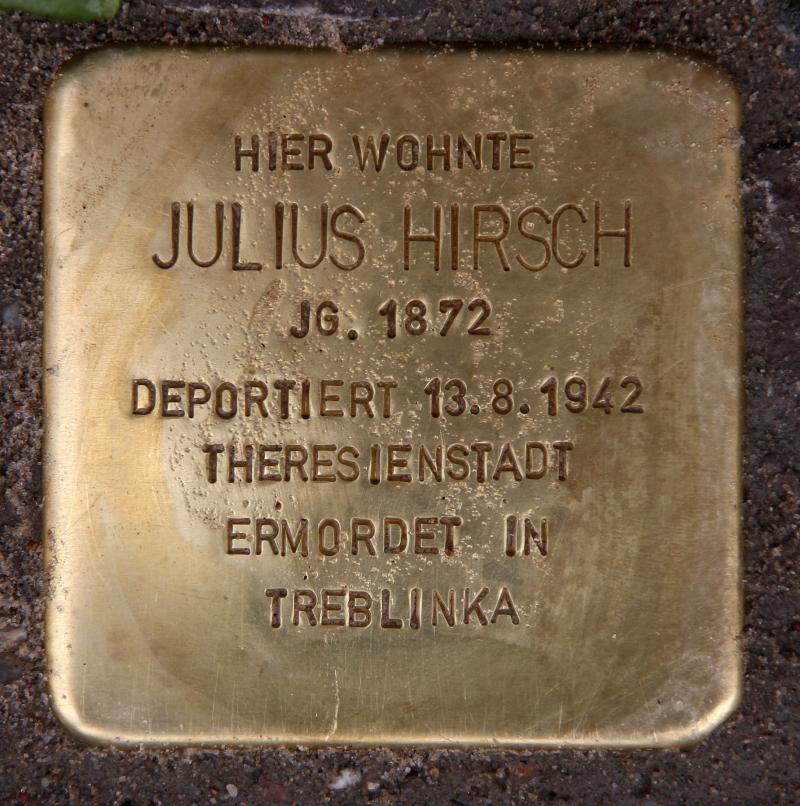 HIER WOHNTE
JULIUS HIRSCH
JG. 1872
DEPORTIERT 13.8.1942
THERESIENSTADT
ERMORDET IN
TREBLINKA